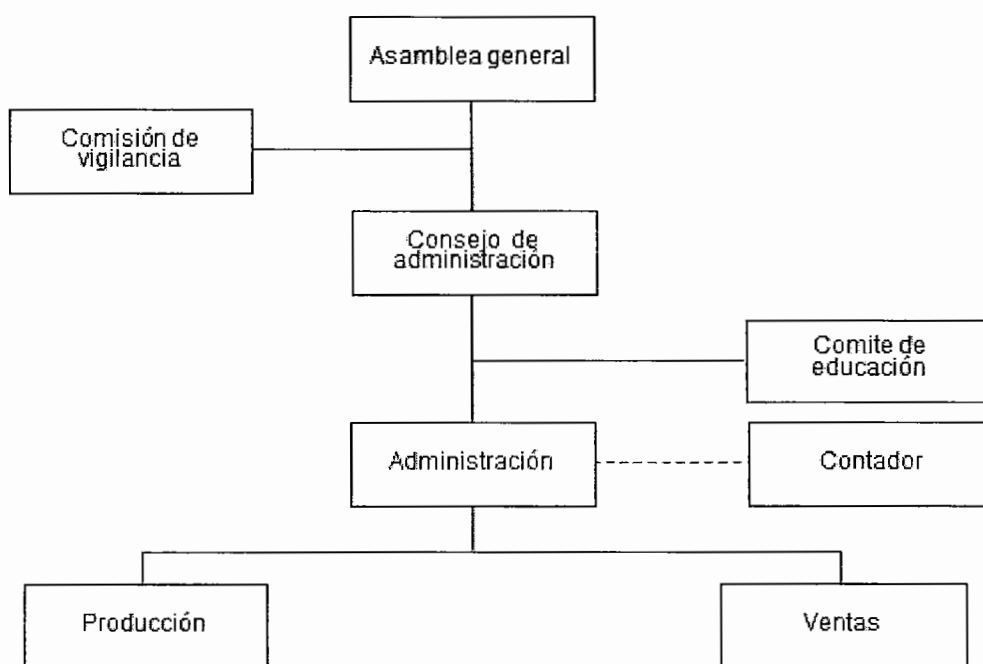 Asamblea general
Comisión de
vigilancia
Consejo de
administración
Comite de
educación
Administración
Contador
Producción
Ventas